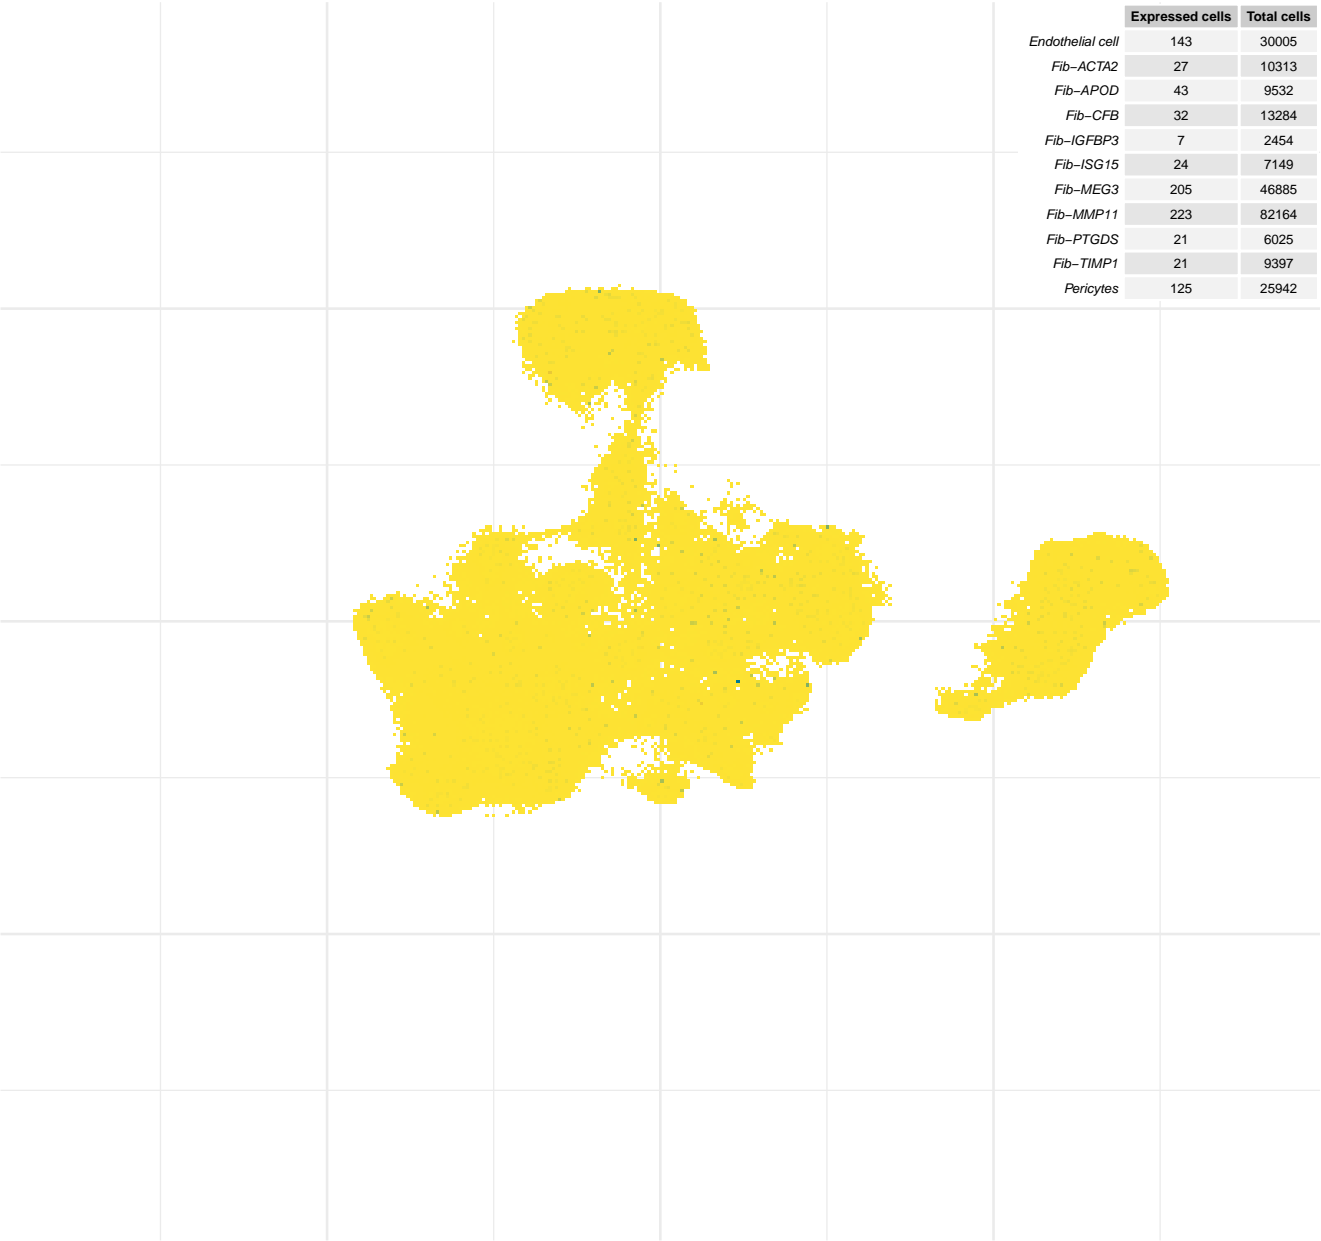 Expressed cells Total cells
Endothelial cell 143 30005
Fib−ACTA2 27 10313
Fib−APOD 43 9532
Fib−CFB 32 13284
Fib−IGFBP3 7 2454
Fib−ISG15 24 7149
Fib−MEG3 205 46885
Fib−MMP11 223 82164
Fib−PTGDS 21 6025
Fib−TIMP1 21 9397
Pericytes 125 25942